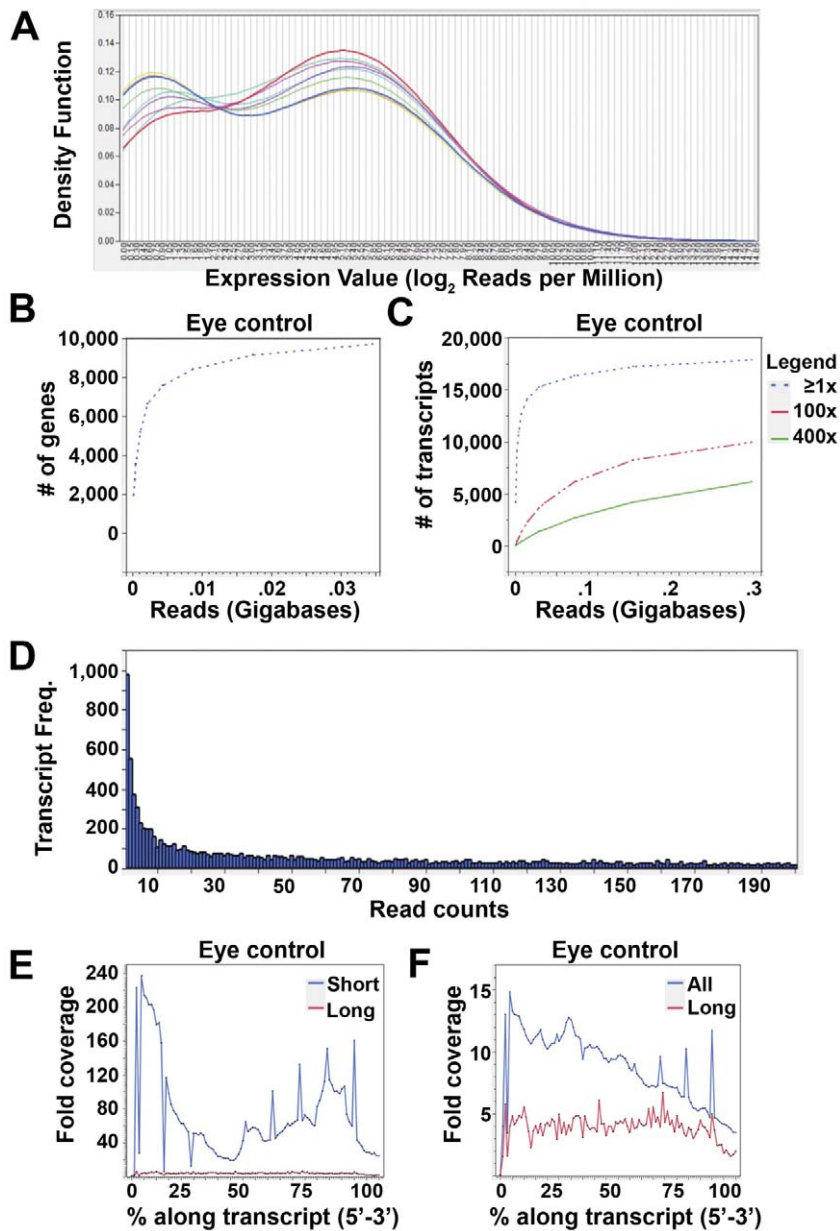 A
Density Function
0.16
0.14
0.12
0.10
0.08
0.06
0.04
0.02
0.00
Expression Value (log2 Reads per Million)
B
Eye control
# of genes
10,000
8,000
6,000
4,000
2,000
0
0 .01 .02 .03
Reads (Gigabases)
C
Eye control
# of transcripts
20,000
15,000
10,000
5,000
0
0 .1 .2 .3
Reads (Gigabases)
Legend
≥1x
100x
400x
D
Transcript Freq.
1,000
800
600
400
200
0
10 30 50 70 90 110 130 150 170 190
Read counts
E
Eye control
Fold coverage
240
200
160
120
80
40
Short
Long
0 25 50 75 100
% along transcript (5'-3')
F
Eye control
Fold coverage
15
10
5
All
Long
0 25 50 75 100
% along transcript (5'-3')